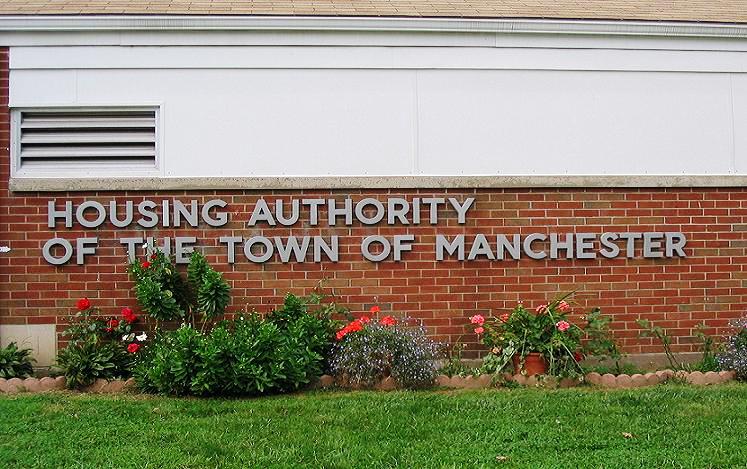 HOUSING AUTHORITY
OF THE TOWN OF MANCHESTER